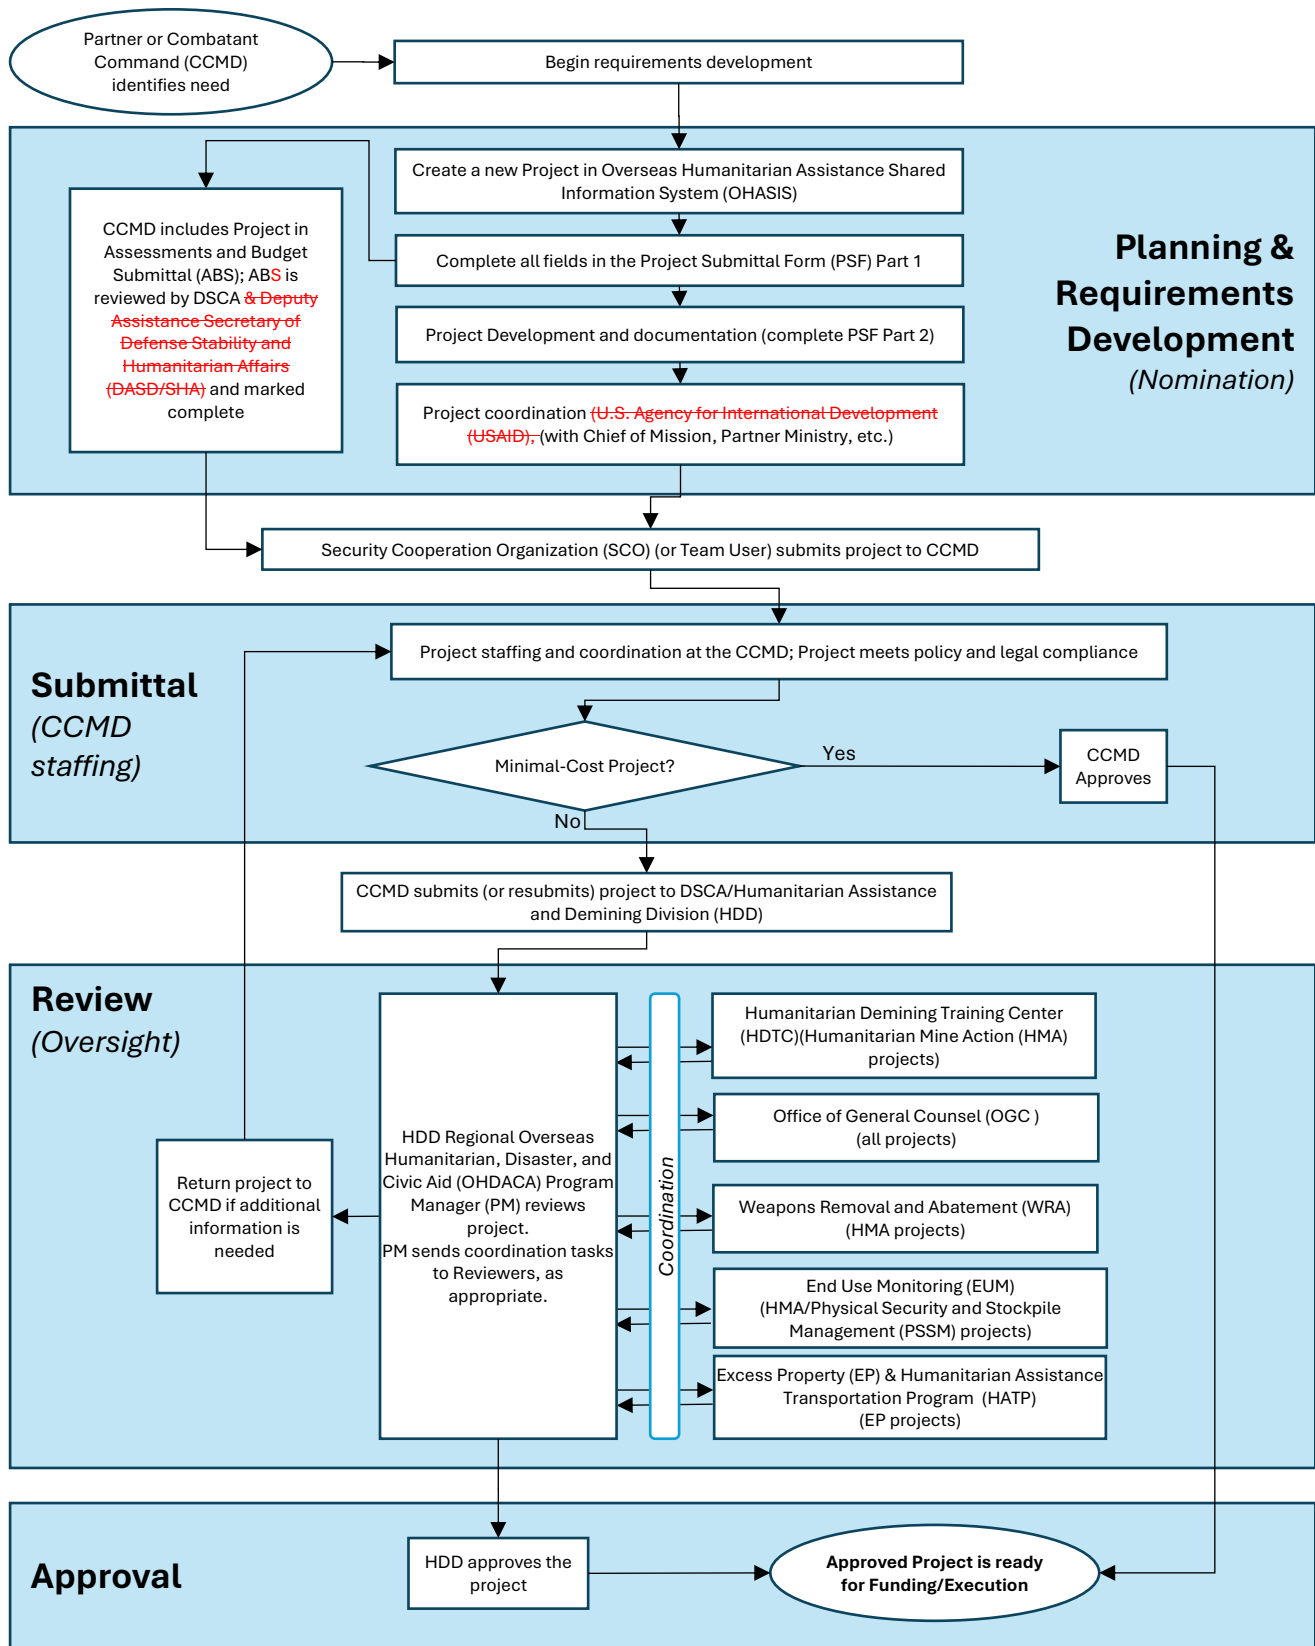 Partner or Combatant
Command (CCMD)
identifies need
Begin requirements development
Create a new Project in Overseas Humanitarian Assistance Shared
Information System (OHASIS)
Complete all fields in the Project Submittal Form (PSF) Part 1
Project Development and documentation (complete PSF Part 2)
Project coordination (U.S. Agency for International Development
(USAID), (with Chief of Mission, Partner Ministry, etc.)
CCMD includes Project in
Assessments and Budget
Submittal (ABS); ABS is
reviewed by DSCA & Deputy
Assistance Secretary of
Defense Stability and
Humanitarian Affairs
(DASD/SHA) and marked
complete
Planning &
Requirements
Development
(Nomination)
Security Cooperation Organization (SCO) (or Team User) submits project to CCMD
Submittal
(CCMD
staffing)
Project staffing and coordination at the CCMD; Project meets policy and legal compliance
Minimal-Cost Project?
Yes
CCMD
Approves
No
CCMD submits (or resubmits) project to DSCA/Humanitarian Assistance
and Demining Division (HDD)
Review
(Oversight)
HDD Regional Overseas
Humanitarian, Disaster, and
Civic Aid (OHDACA) Program
Manager (PM) reviews
project.
PM sends coordination tasks
to Reviewers, as
appropriate.
Return project to
CCMD if additional
information is
needed
Coordination
Humanitarian Demining Training Center
(HDTC)(Humanitarian Mine Action (HMA)
projects)
Office of General Counsel (OGC )
(all projects)
Weapons Removal and Abatement (WRA)
(HMA projects)
End Use Monitoring (EUM)
(HMA/Physical Security and Stockpile
Management (PSSM) projects)
Excess Property (EP) & Humanitarian Assistance
Transportation Program (HATP)
(EP projects)
Approval
HDD approves the
project
Approved Project is ready
for Funding/Execution